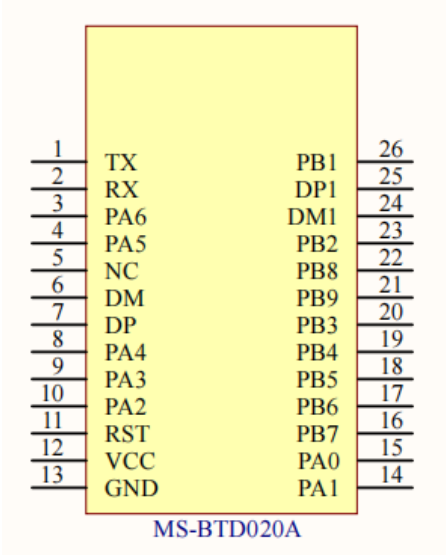 1 TX PB1 26
2 RX DP1 25
3 PA6 DM1 24
4 PA5 PB2 23
5 NC PB8 22
6 DM PB9 21
7 DP PB3 20
8 PA4 PB4 19
9 PA3 PB5 18
10 PA2 PB6 17
11 RST PB7 16
12 VCC PA0 15
13 GND PA1 14
MS-BTD020A